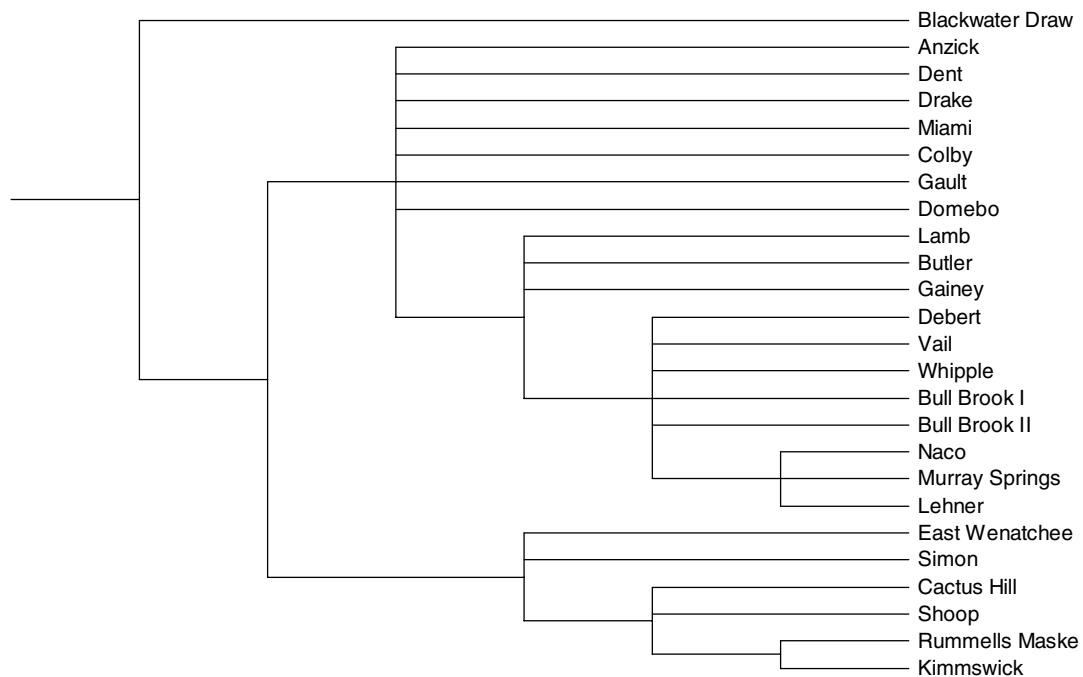 Blackwater Draw
Anzick
Dent
Drake
Miami
Colby
Gault
Domebo
Lamb
Butler
Gainey
Debert
Vail
Whipple
Bull Brook I
Bull Brook II
Naco
Murray Springs
Lehner
East Wenatchee
Simon
Cactus Hill
Shoop
Rummells Maske
Kimmswick